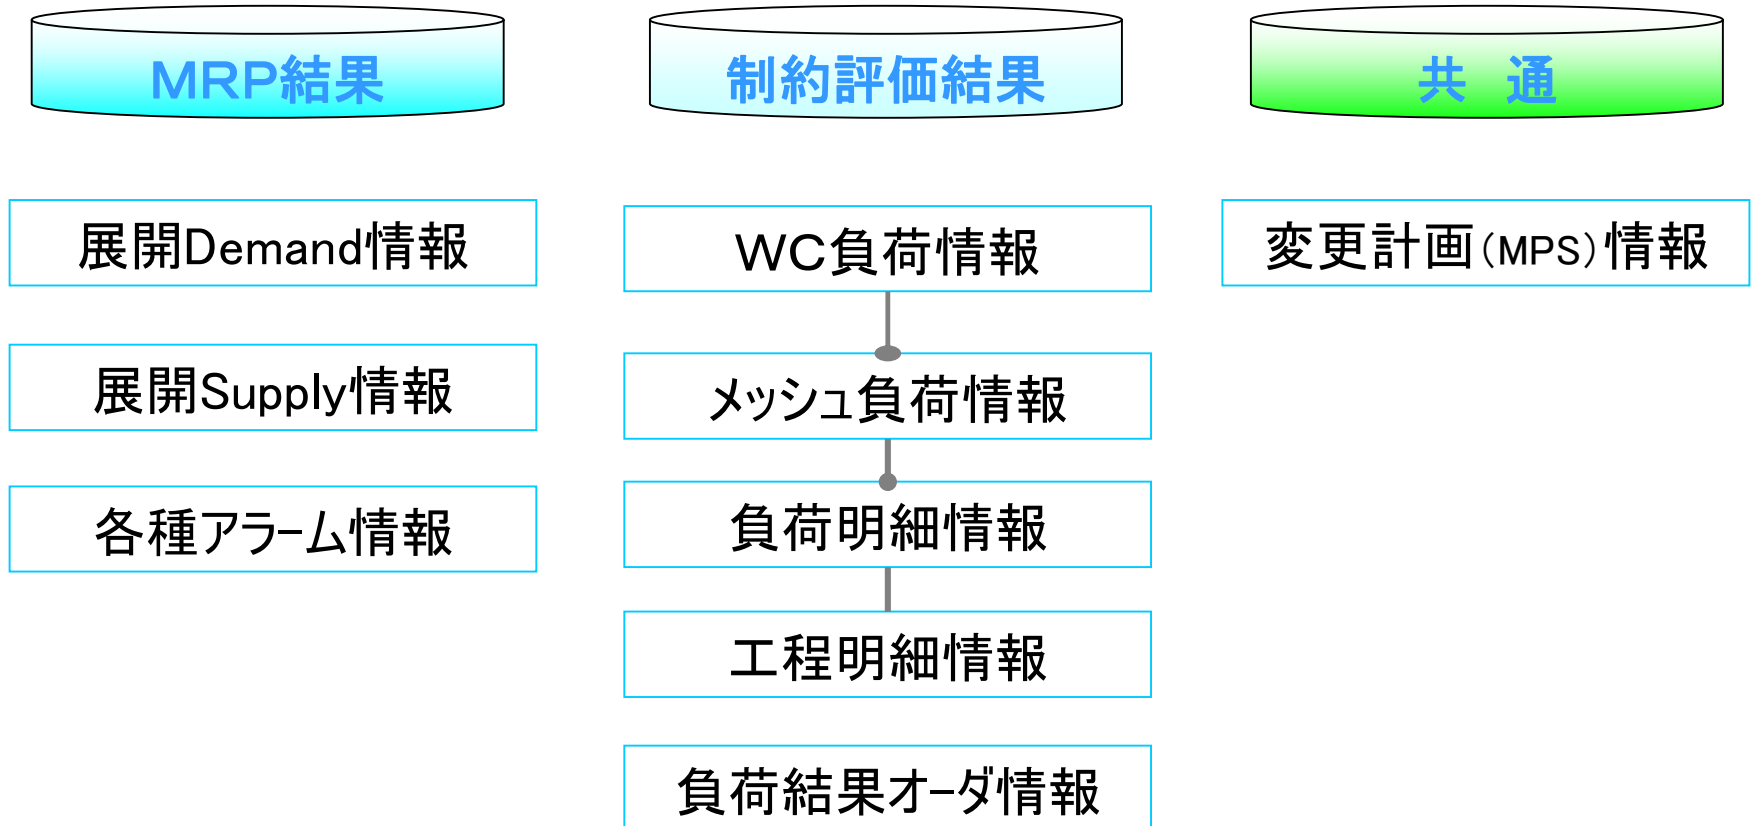 ＭＲＰ結果
制約評価結果
共　通
展開Demand情報
展開Supply情報
各種アラーム情報
ＷＣ負荷情報
メッシュ負荷情報
負荷明細情報
工程明細情報
負荷結果オーダ情報
変更計画（MPS）情報